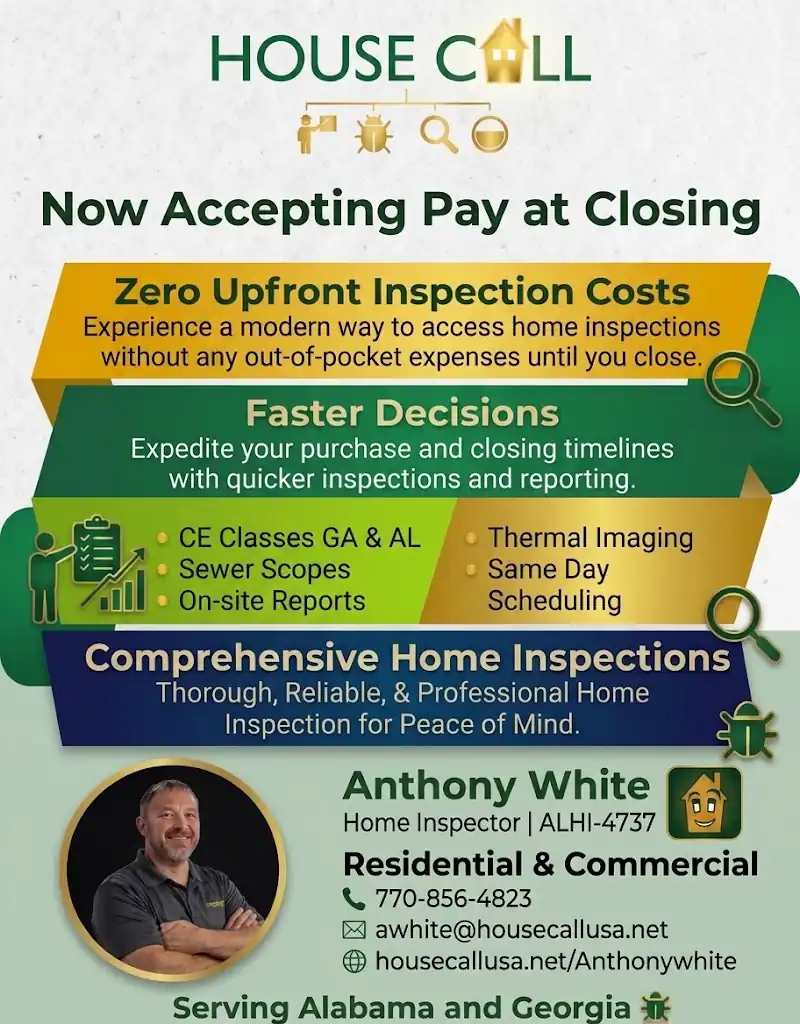 HOUSE CALL
Now Accepting Pay at Closing
Zero Upfront Inspection Costs
Experience a modern way to access home inspections
without any out-of-pocket expenses until you close.
Faster Decisions
Expedite your purchase and closing timelines
with quicker inspections and reporting.
• CE Classes GA & AL
• Sewer Scopes
• On-site Reports
• Thermal Imaging
• Same Day
Scheduling
Comprehensive Home Inspections
Thorough, Reliable, & Professional Home
Inspection for Peace of Mind.
Anthony White
Home Inspector | ALHI-4737
Residential & Commercial
770-856-4823
awhite@housecallusa.net
housecallusa.net/Anthonywhite
Serving Alabama and Georgia